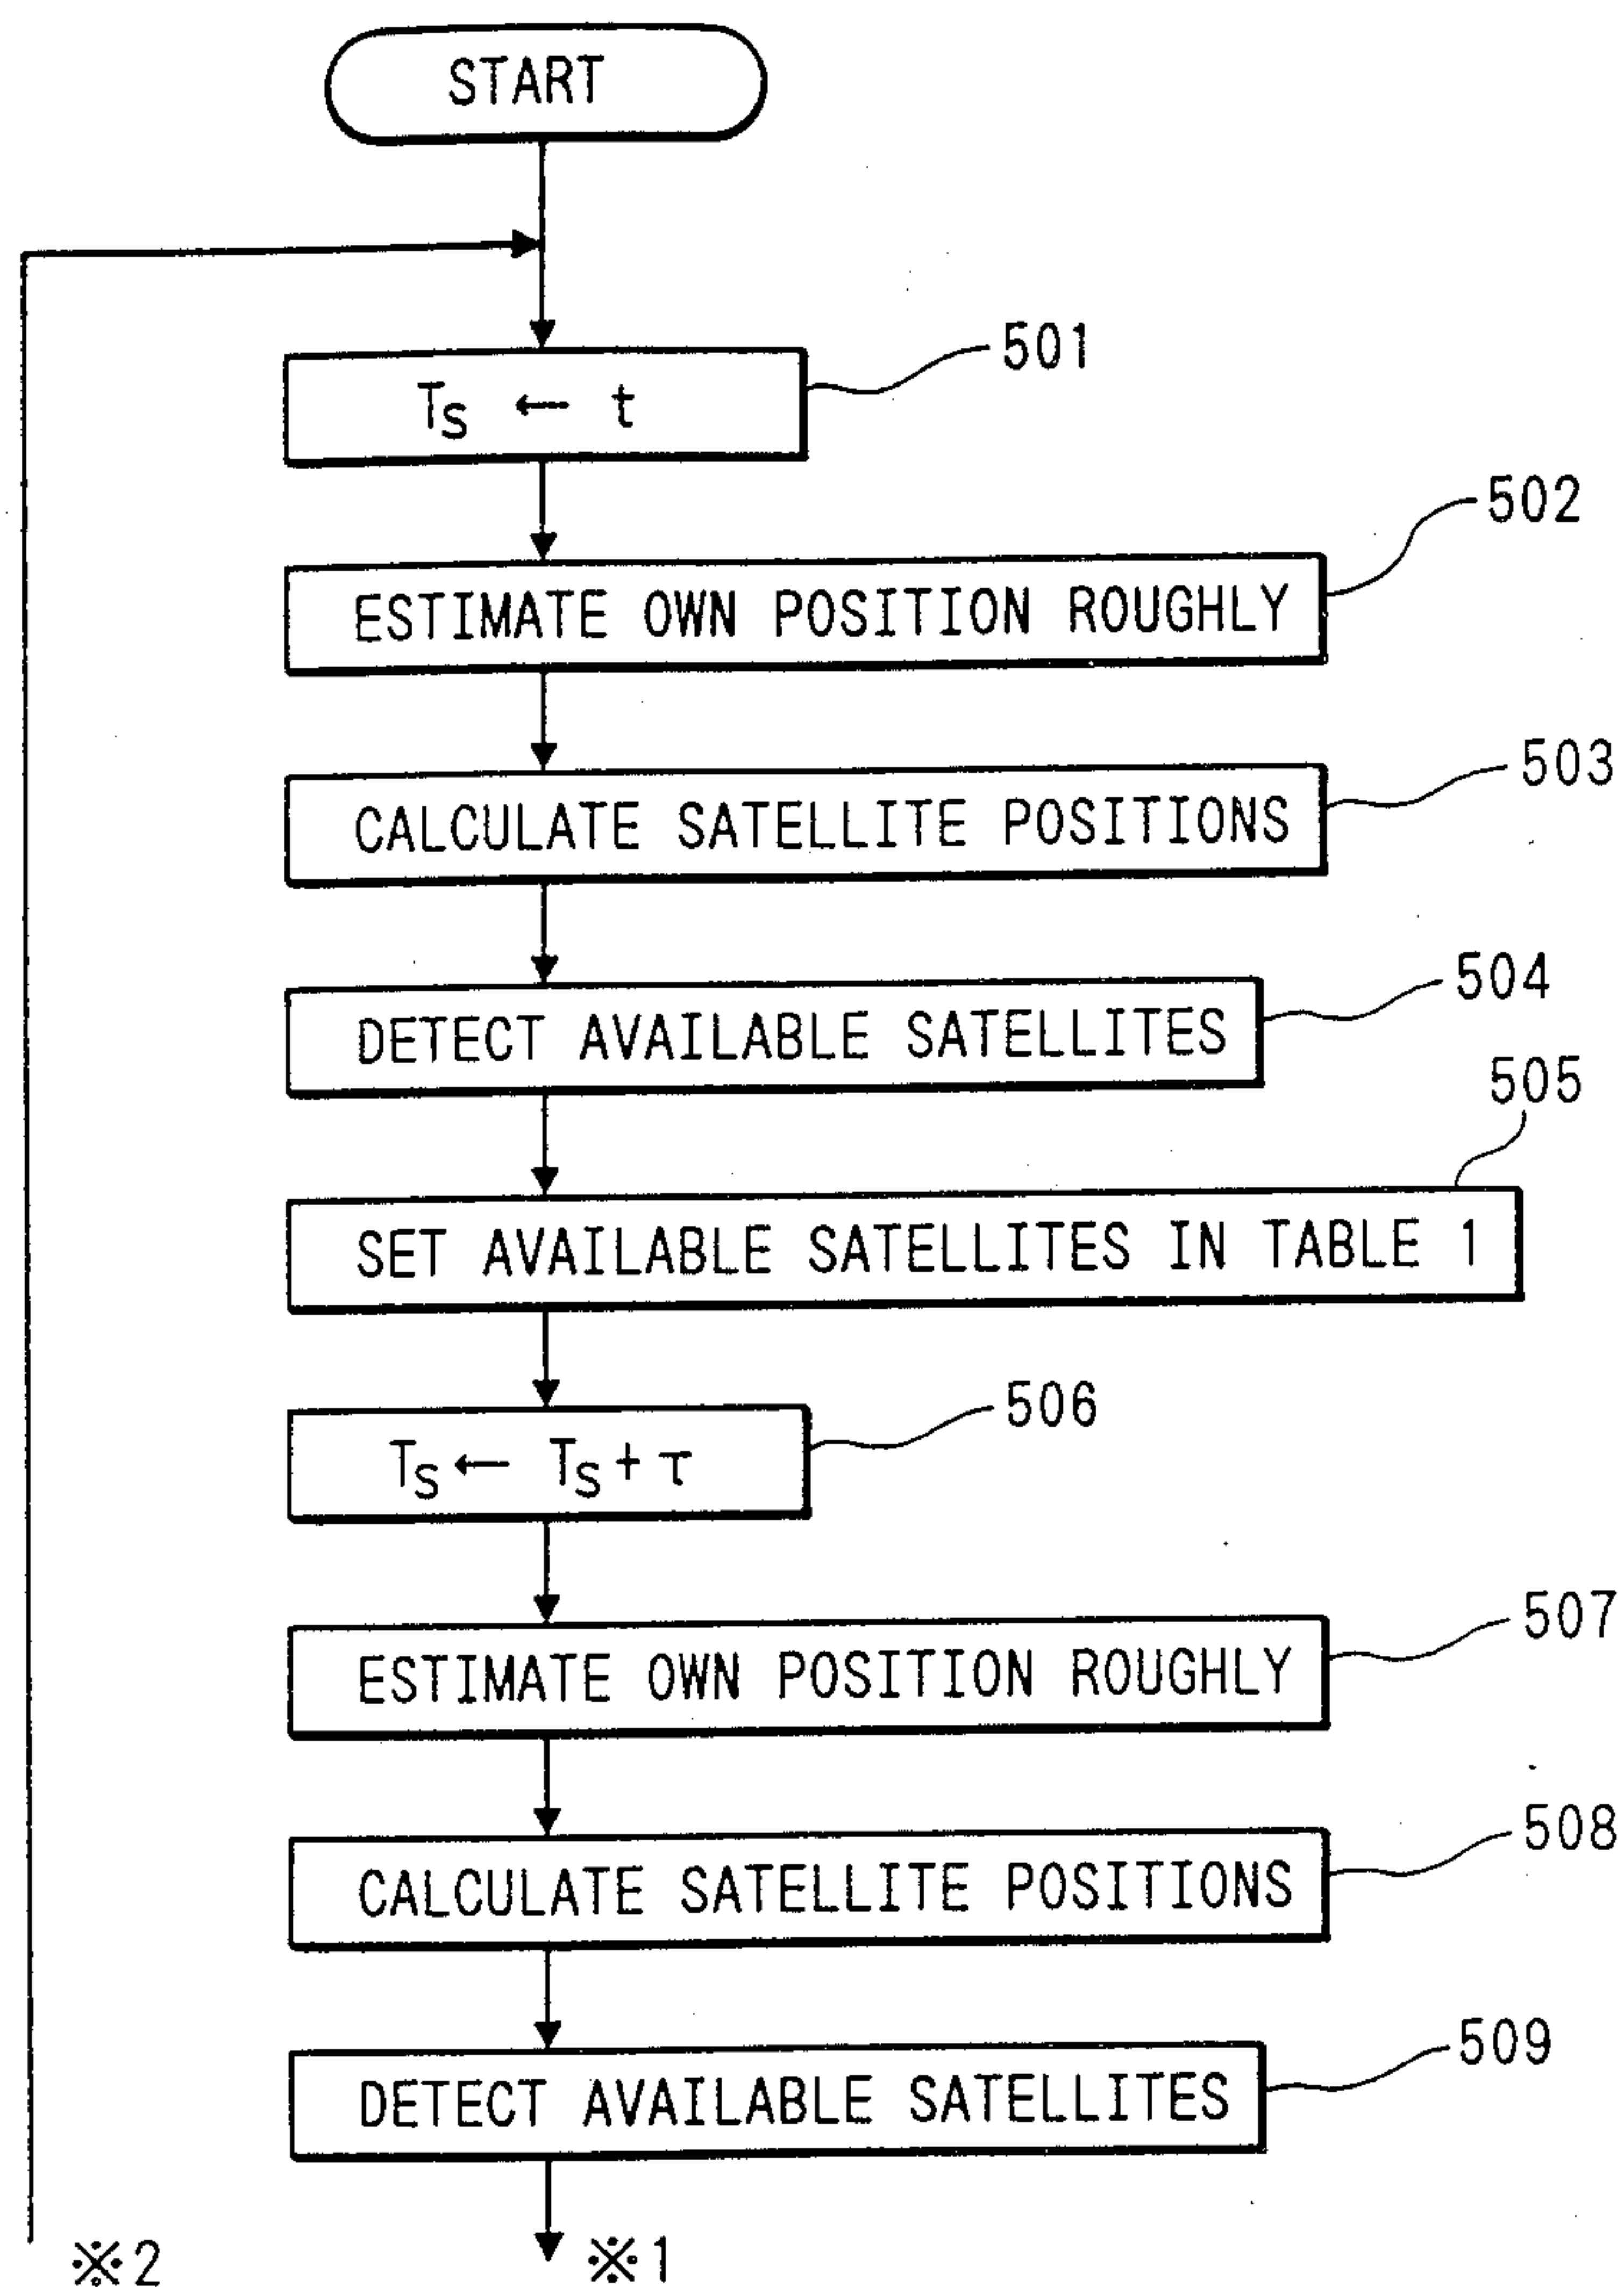 START
501
Ts ← t
502
ESTIMATE OWN POSITION ROUGHLY
503
CALCULATE SATELLITE POSITIONS
504
DETECT AVAILABLE SATELLITES
505
SET AVAILABLE SATELLITES IN TABLE 1
506
Ts ← Ts + τ
507
ESTIMATE OWN POSITION ROUGHLY
508
CALCULATE SATELLITE POSITIONS
509
DETECT AVAILABLE SATELLITES
※2
※1